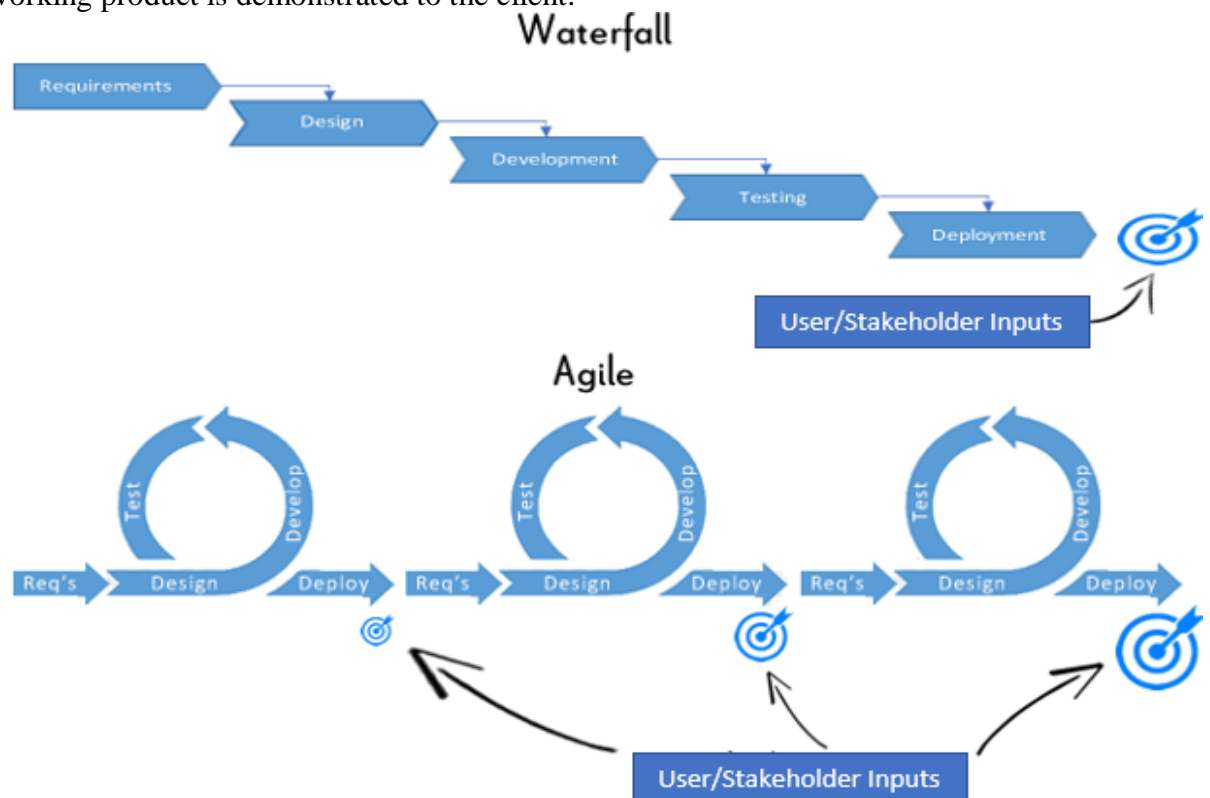 working product is demonstrated to the client.
Waterfall
Requirements
Design
Development
Testing
Deployment
User/Stakeholder Inputs
Agile
Test
Develop
Req's
Design
Deploy
Test
Develop
Req's
Design
Deploy
Test
Develop
Req's
Design
Deploy
User/Stakeholder Inputs